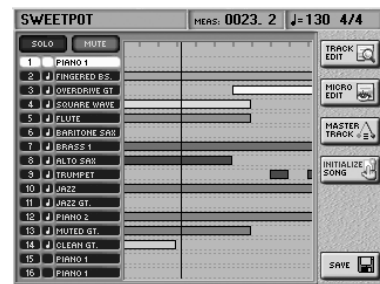 SWEETPOT MEAS: 0023. 2 ♩=130 4/4
SOLO MUTE
1 PIANO 1
2 FINGERED BS.
3 OVERDRIVE GT
4 SQUARE WAVE
5 FLUTE
6 BARITONE SAX
7 BRASS 1
8 ALTO SAX
9 TRUMPET
10 JAZZ
11 JAZZ GT.
12 PIANO 2
13 MUTED GT.
14 CLEAN GT.
15 PIANO 1
16 PIANO 1
TRACK
EDIT
MICRO
EDIT
MASTER
TRACK
INITIALIZE
SONG
SAVE